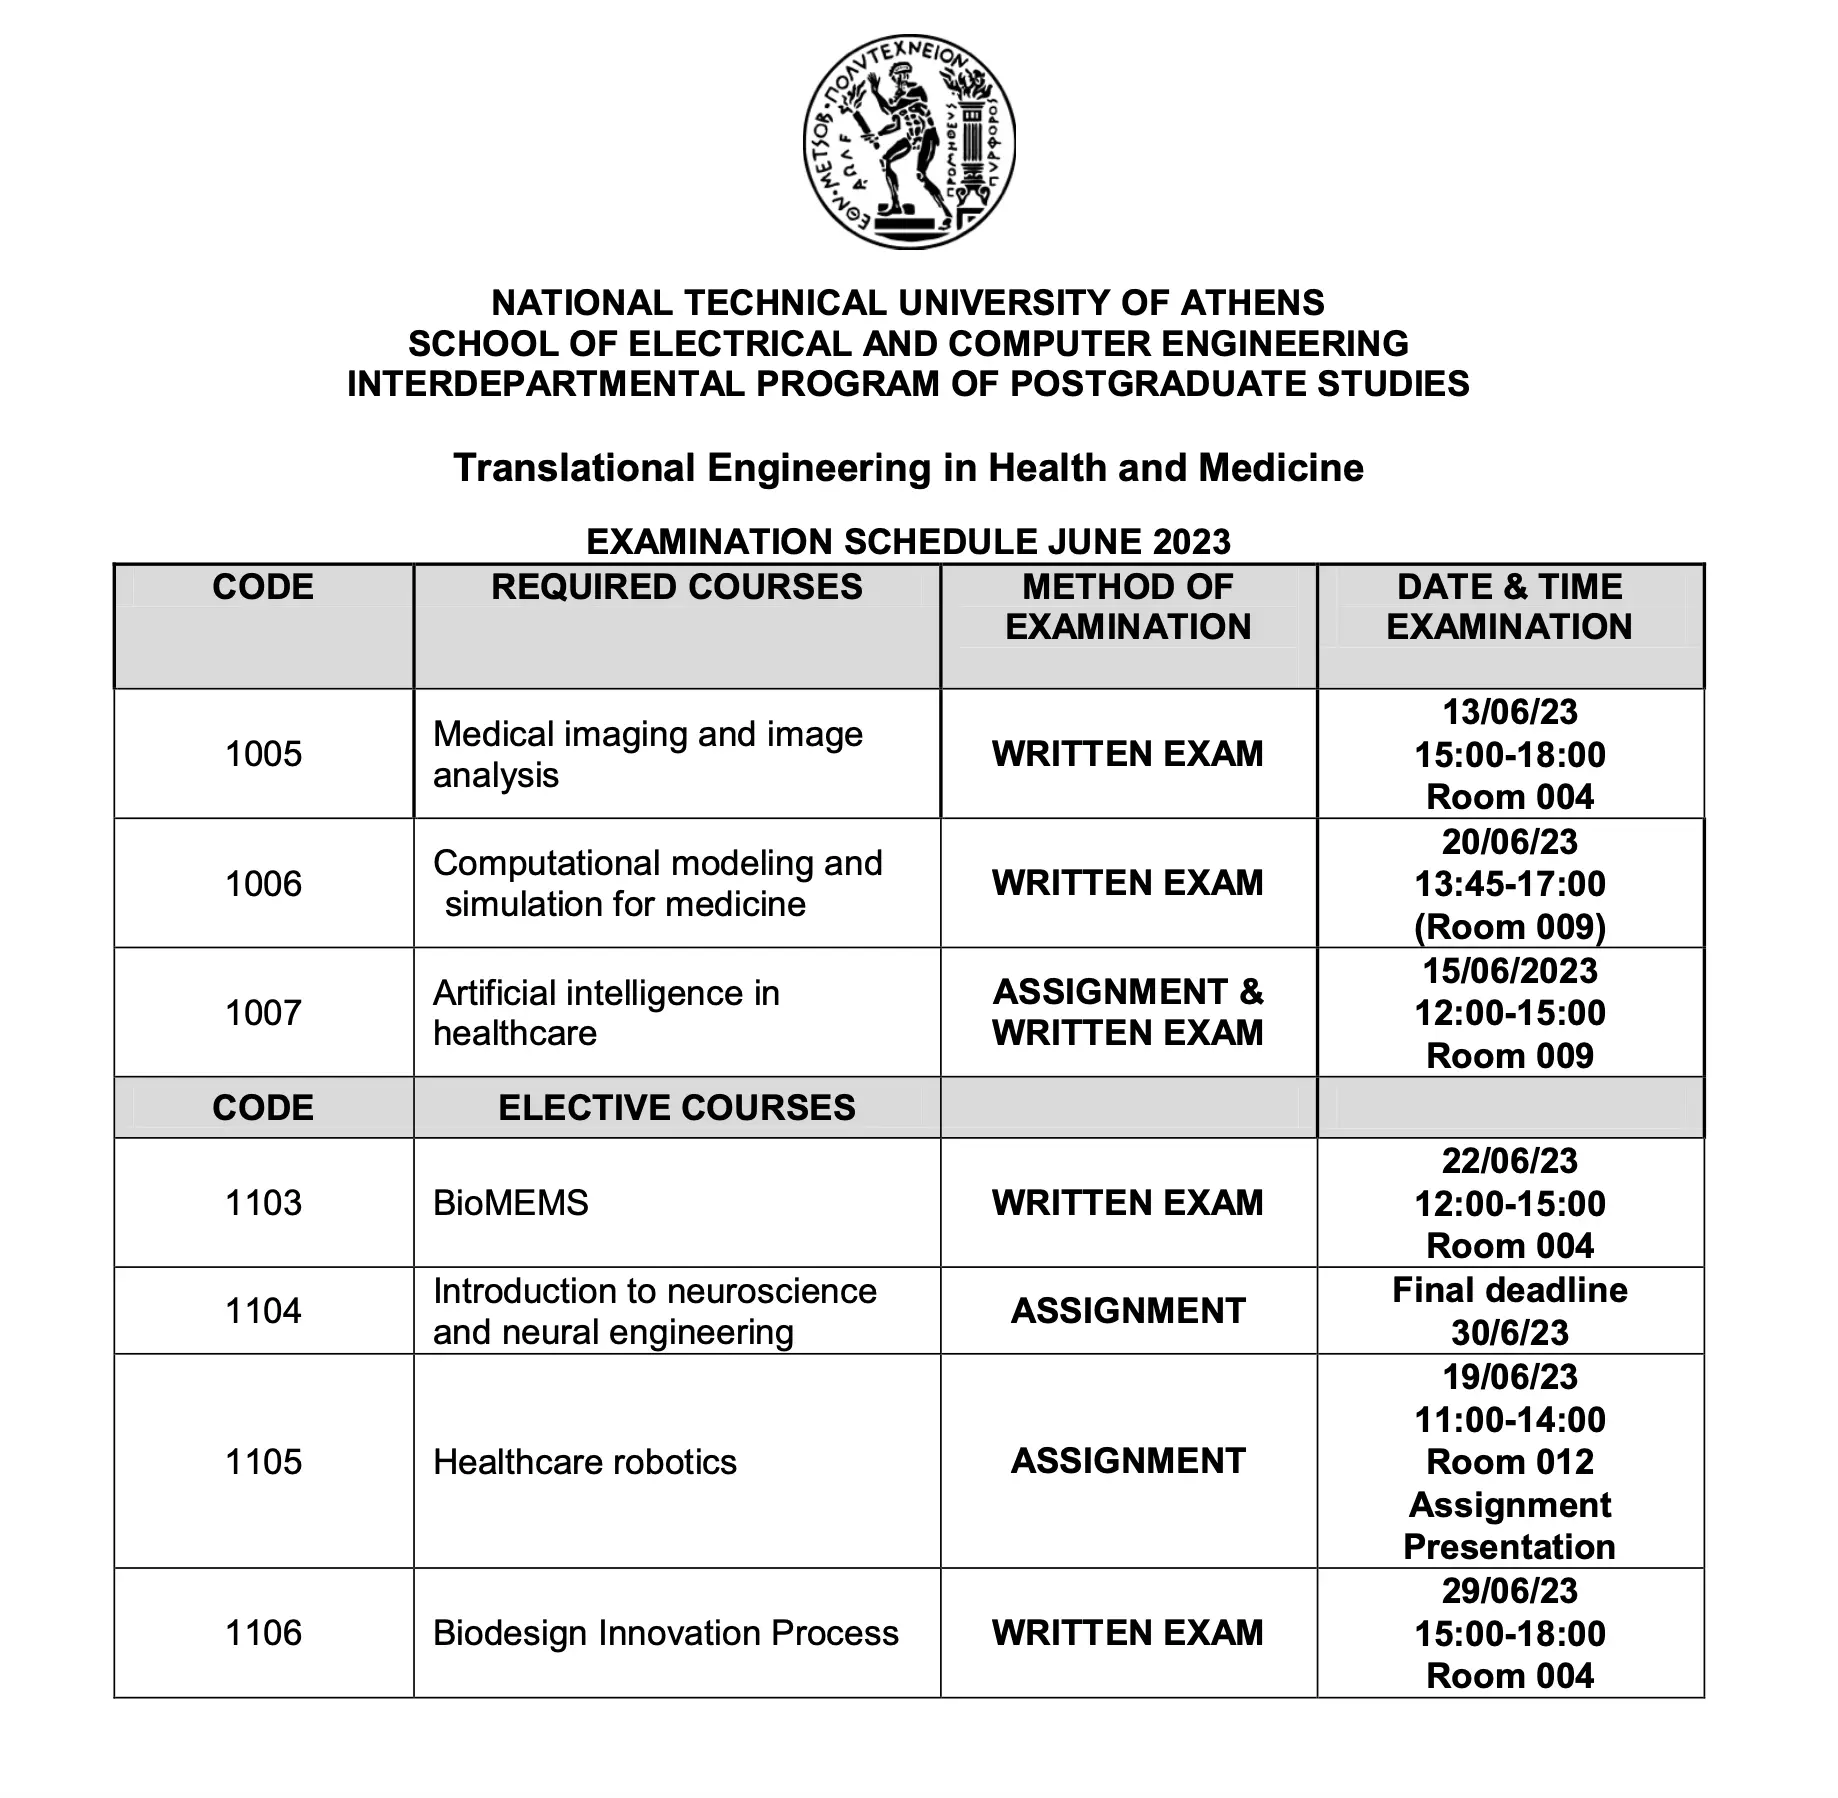 ΕΘΝ·ΜΕΤΣΟΒ·ΠΟΛΥΤΕΧΝΕΙΟΝ
ΠΡΟΜΗΘΕΥΣ
ΠΥΡΦΟΡΟΣ
NATIONAL TECHNICAL UNIVERSITY OF ATHENS
SCHOOL OF ELECTRICAL AND COMPUTER ENGINEERING
INTERDEPARTMENTAL PROGRAM OF POSTGRADUATE STUDIES
Translational Engineering in Health and Medicine
EXAMINATION SCHEDULE JUNE 2023
CODE
REQUIRED COURSES
METHOD OF
EXAMINATION
DATE & TIME
EXAMINATION
1005
Medical imaging and image
analysis
WRITTEN EXAM
13/06/23
15:00-18:00
Room 004
1006
Computational modeling and
simulation for medicine
WRITTEN EXAM
20/06/23
13:45-17:00
(Room 009)
1007
Artificial intelligence in
healthcare
ASSIGNMENT &
WRITTEN EXAM
15/06/2023
12:00-15:00
Room 009
CODE
ELECTIVE COURSES
1103
BioMEMS
WRITTEN EXAM
22/06/23
12:00-15:00
Room 004
1104
Introduction to neuroscience
and neural engineering
ASSIGNMENT
Final deadline
30/6/23
1105
Healthcare robotics
ASSIGNMENT
19/06/23
11:00-14:00
Room 012
Assignment
Presentation
1106
Biodesign Innovation Process
WRITTEN EXAM
29/06/23
15:00-18:00
Room 004